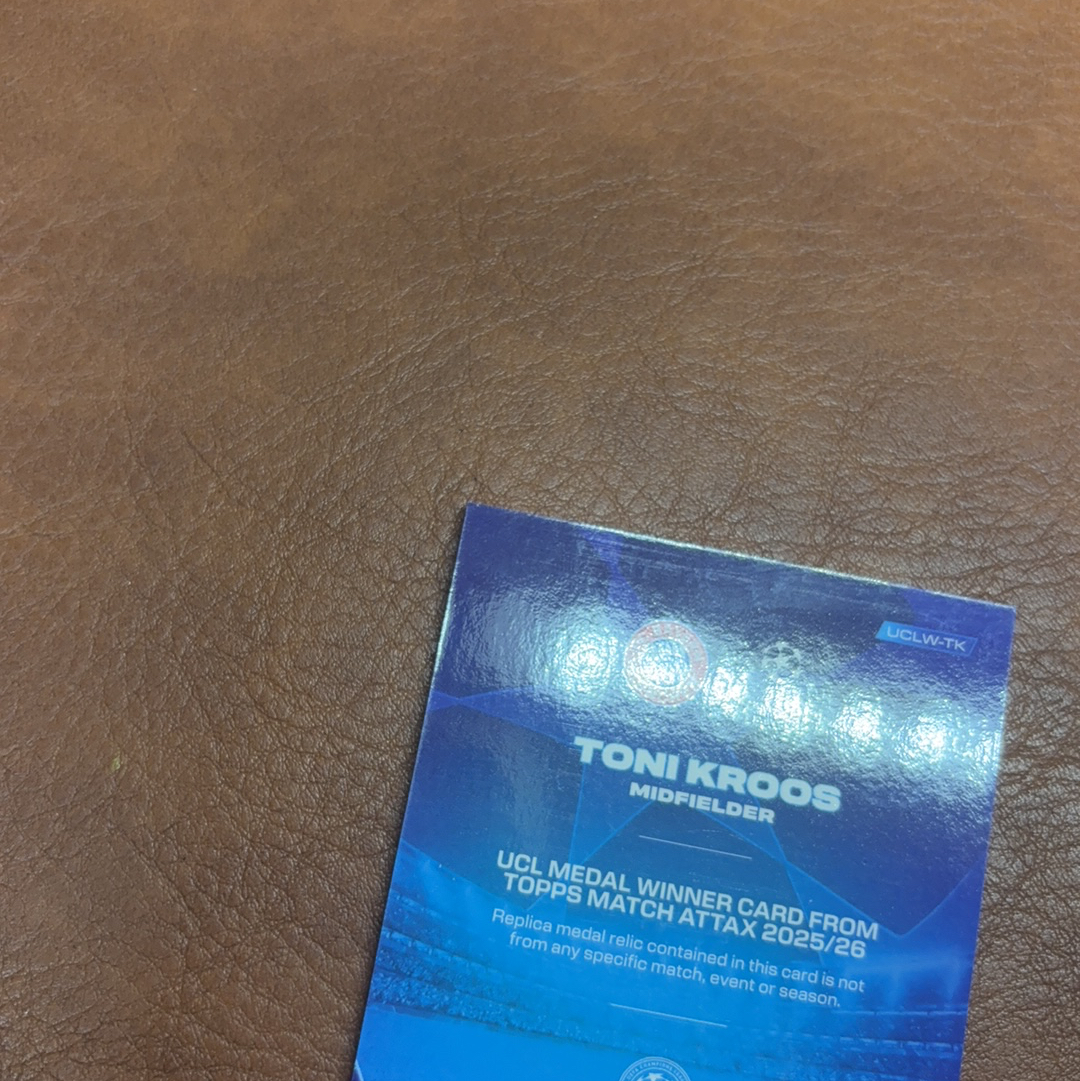 UCLW-TK
TONI KROOS
MIDFIELDER
UCL MEDAL WINNER CARD FROM
TOPPS MATCH ATTAX 2025/26
Replica medal relic contained in this card is not
from any specific match, event or season.